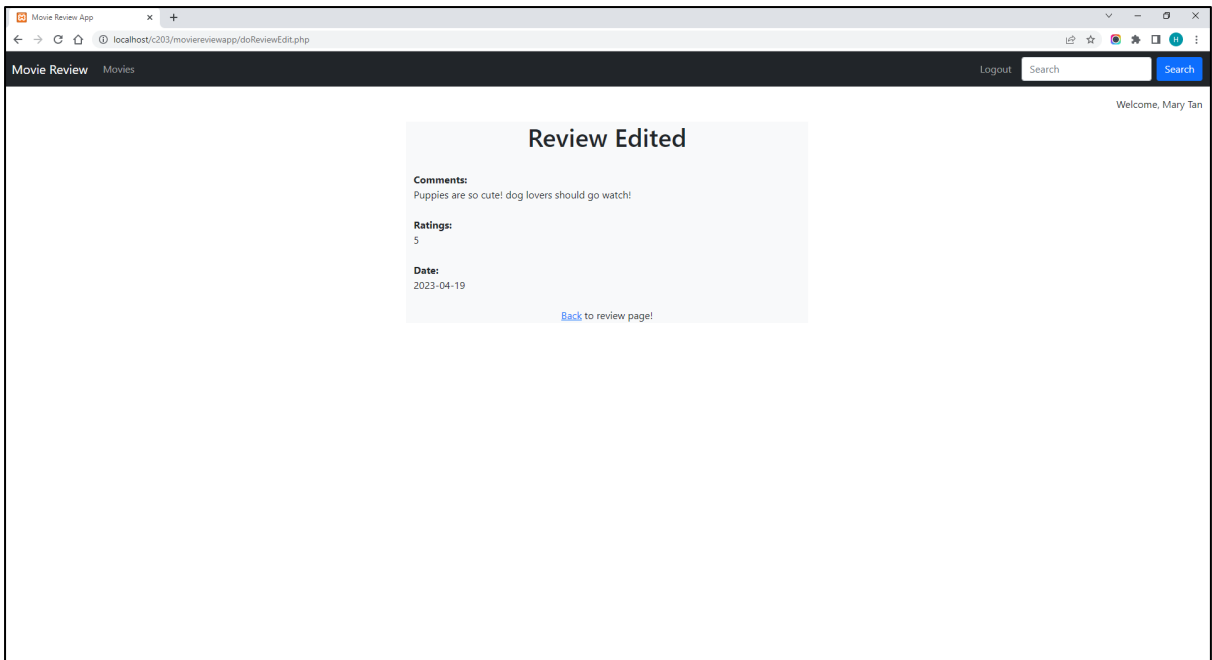 Movie Review App
localhost/c203/moviereviewapp/doReviewEdit.php
H
Movie Review Movies Logout Search Search
Welcome, Mary Tan
Review Edited
Comments:
Puppies are so cute! dog lovers should go watch!
Ratings:
5
Date:
2023-04-19
Back to review page!